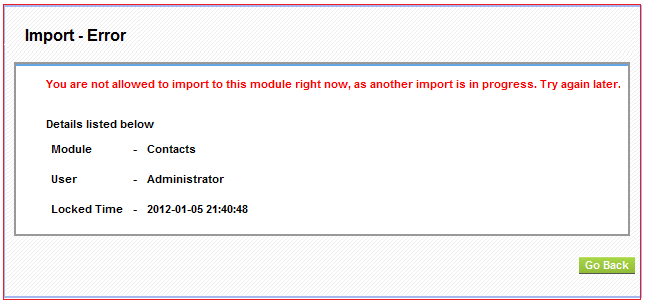 Import - Error
You are not allowed to import to this module right now, as another import is in progress. Try again later.
Details listed below
Module - Contacts
User - Administrator
Locked Time - 2012-01-05 21:40:48
Go Back